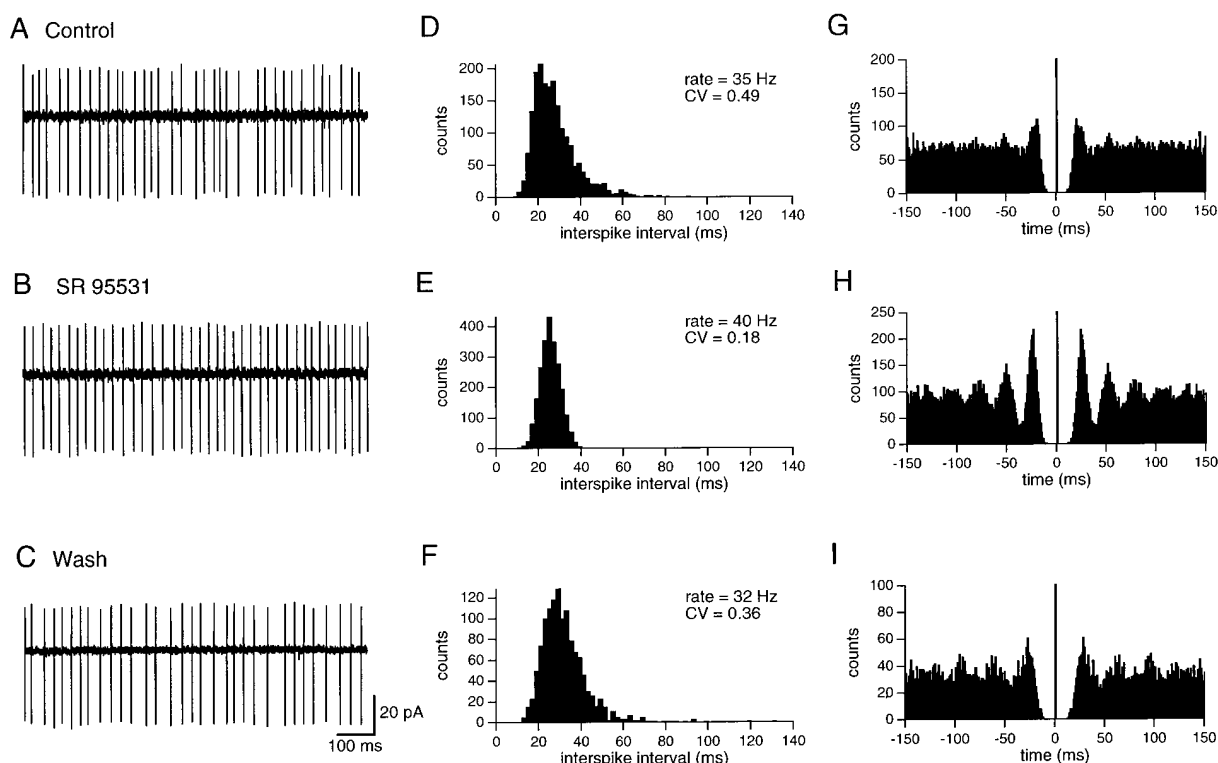 A Control
D
rate = 35 Hz
CV = 0.49
counts
200
150
100
50
0
0 20 40 60 80 100 120 140
interspike interval (ms)
G
counts
200
150
100
50
0
-150 -100 -50 0 50 100 150
time (ms)
B SR 95531
E
rate = 40 Hz
CV = 0.18
counts
400
300
200
100
0
0 20 40 60 80 100 120 140
interspike interval (ms)
H
counts
250
200
150
100
50
0
-150 -100 -50 0 50 100 150
time (ms)
C Wash
20 pA
100 ms
F
rate = 32 Hz
CV = 0.36
counts
120
100
80
60
40
20
0
0 20 40 60 80 100 120 140
interspike interval (ms)
I
counts
100
80
60
40
20
0
-150 -100 -50 0 50 100 150
time (ms)